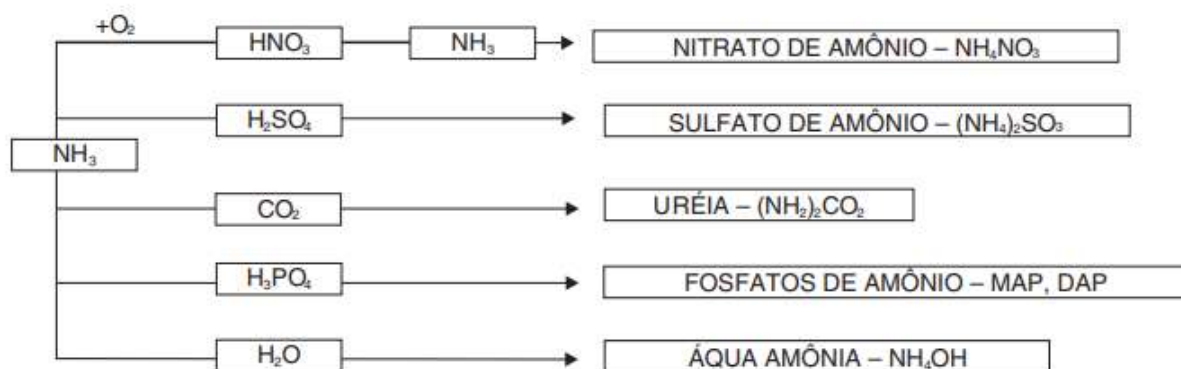 +O₂
HNO₃ NH₃ NITRATO DE AMÔNIO – NH₄NO₃
H₂SO₄ SULFATO DE AMÔNIO – (NH₄)₂SO₃
NH₃
CO₂ URÉIA – (NH₂)₂CO₂
H₃PO₄ FOSFATOS DE AMÔNIO – MAP, DAP
H₂O ÁQUA AMÔNIA – NH₄OH